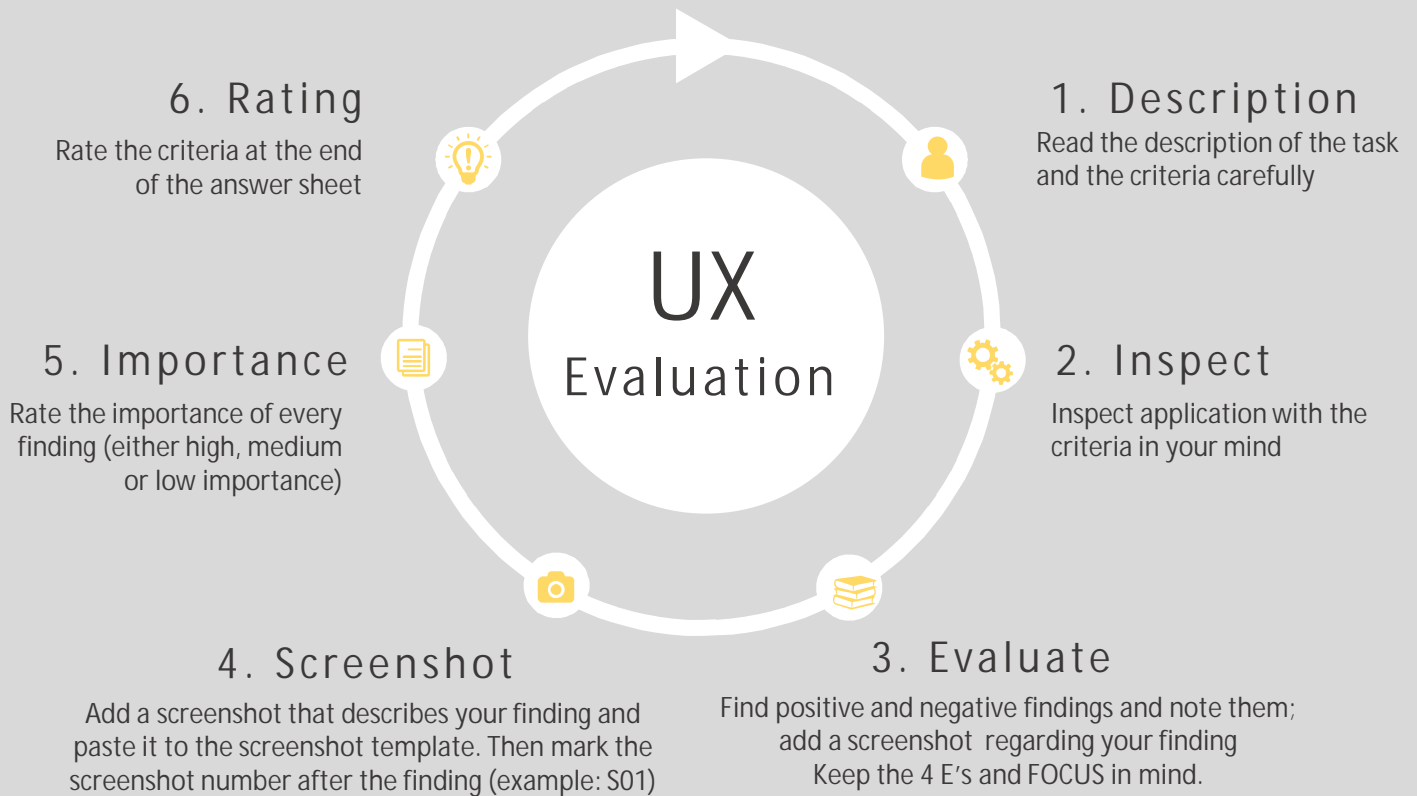 UX
Evaluation
1. Description
Read the description of the task
and the criteria carefully
2. Inspect
Inspect application with the
criteria in your mind
3. Evaluate
Find positive and negative findings and note them;
add a screenshot regarding your finding
Keep the 4 E's and FOCUS in mind.
4. Screenshot
Add a screenshot that describes your finding and
paste it to the screenshot template. Then mark the
screenshot number after the finding (example: S01)
5. Importance
Rate the importance of every
finding (either high, medium
or low importance)
6. Rating
Rate the criteria at the end
of the answer sheet